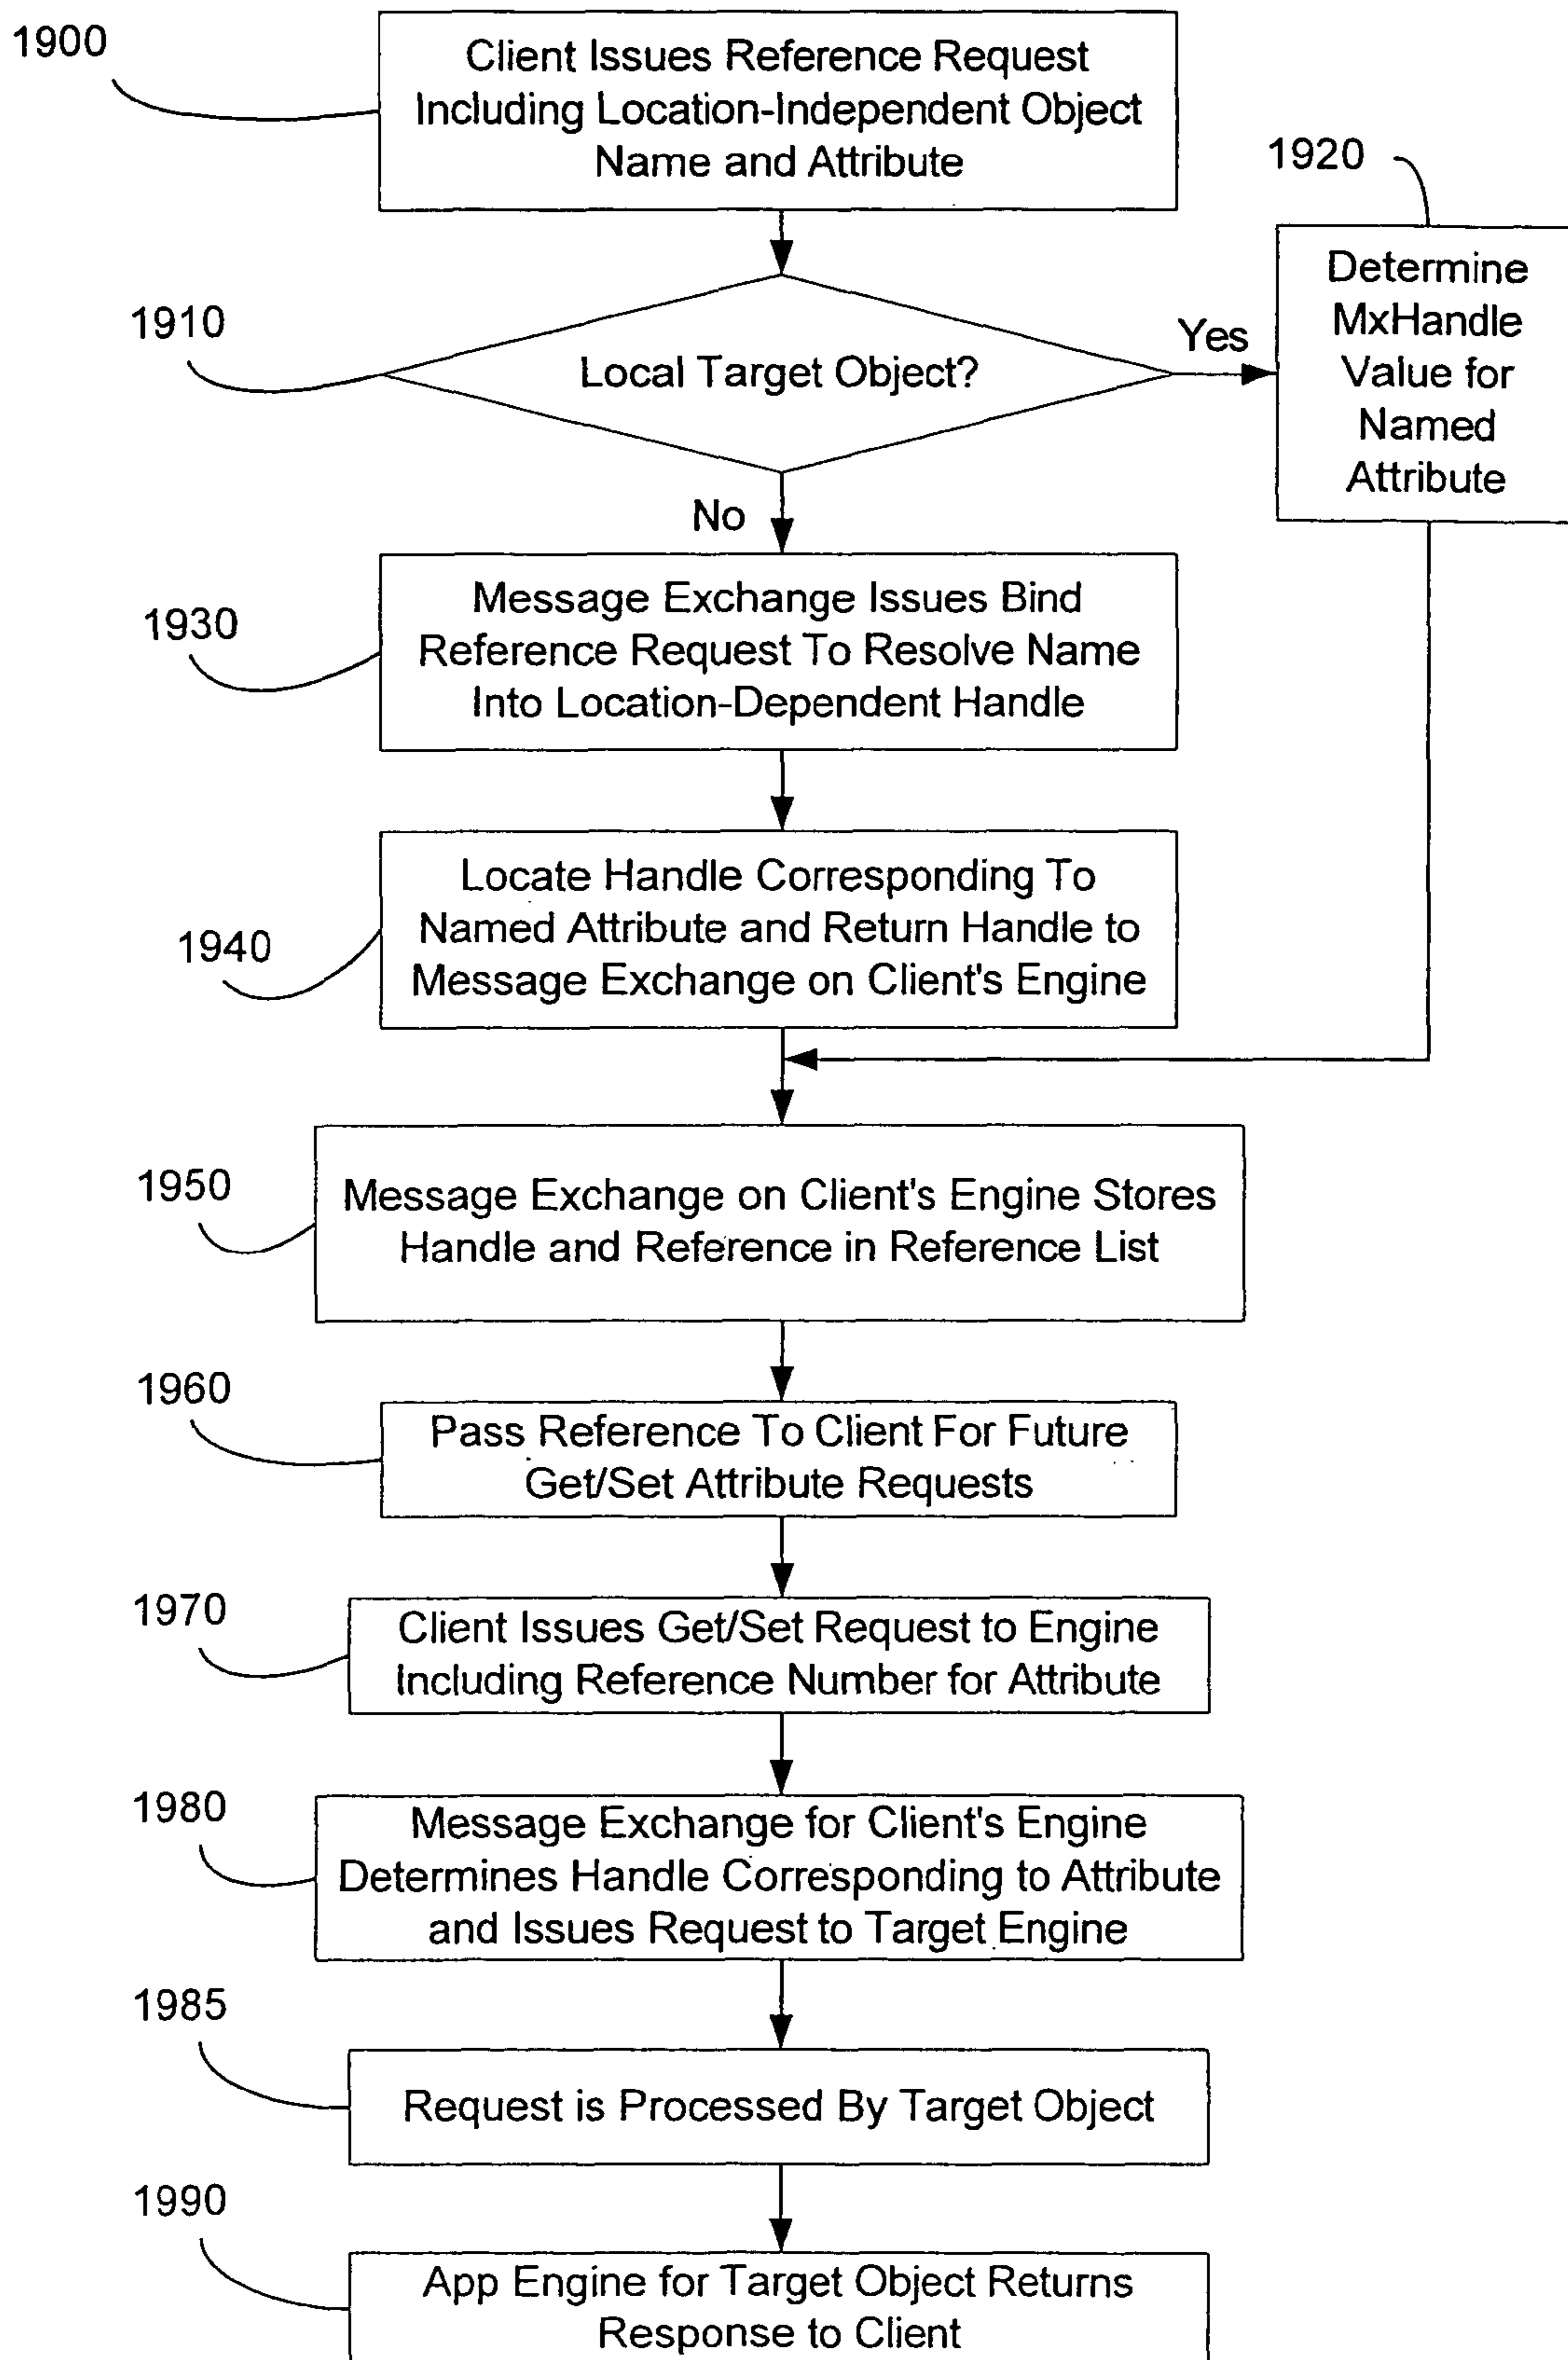 1900
Client Issues Reference Request
Including Location-Independent Object
Name and Attribute
1920
Determine
MxHandle
Value for
Named
Attribute
1910
Local Target Object?
Yes
No
1930
Message Exchange Issues Bind
Reference Request To Resolve Name
Into Location-Dependent Handle
1940
Locate Handle Corresponding To
Named Attribute and Return Handle to
Message Exchange on Client's Engine
1950
Message Exchange on Client's Engine Stores
Handle and Reference in Reference List
1960
Pass Reference To Client For Future
Get/Set Attribute Requests
1970
Client Issues Get/Set Request to Engine
Including Reference Number for Attribute
1980
Message Exchange for Client's Engine
Determines Handle Corresponding to Attribute
and Issues Request to Target Engine
1985
Request is Processed By Target Object
1990
App Engine for Target Object Returns
Response to Client